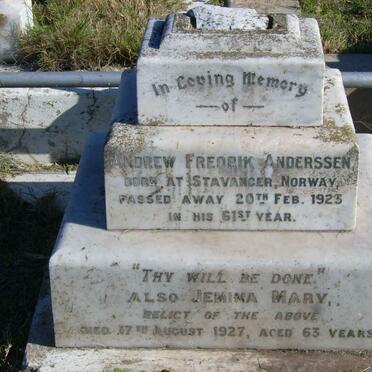 In Loving Memory
of
ANDREW FREDRIK ANDERSSEN
BORN AT STAVANGER, NORWAY,
PASSED AWAY 20TH FEB. 1923
IN HIS 61ST YEAR.
"THY WILL BE DONE."
ALSO JEMIMA MARY,
RELICT OF THE ABOVE
DIED 17TH AUGUST 1927, AGED 63 YEARS